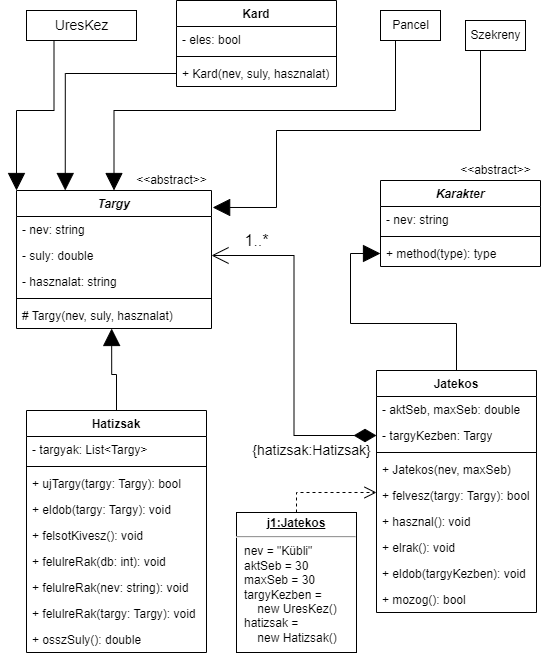 UresKez
Kard
- eles: bool
+ Kard(nev, suly, hasznalat)
Pancel
Szekreny
<<abstract>>
Targy
- nev: string
- suly: double
- hasznalat: string
# Targy(nev, suly, hasznalat)
<<abstract>>
Karakter
- nev: string
+ method(type): type
1..*
{hatizsak:Hatizsak}
Jatekos
- aktSeb, maxSeb: double
- targyKezben: Targy
+ Jatekos(nev, maxSeb)
+ felvesz(targy: Targy): bool
+ hasznal(): void
+ elrak(): void
+ eldob(targyKezben): void
+ mozog(): bool
Hatizsak
- targyak: List<Targy>
+ ujTargy(targy: Targy): bool
+ eldob(targy: Targy): void
+ felsotKivesz(): void
+ felulreRak(db: int): void
+ felulreRak(nev: string): void
+ felulreRak(targy: Targy): void
+ osszSuly(): double
j1:Jatekos
nev = "Kübli"
aktSeb = 30
maxSeb = 30
targyKezben =
new UresKez()
hatizsak =
new Hatizsak()